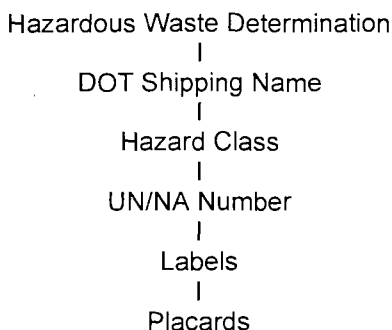 Hazardous Waste Determination
DOT Shipping Name
Hazard Class
UN/NA Number
Labels
Placards